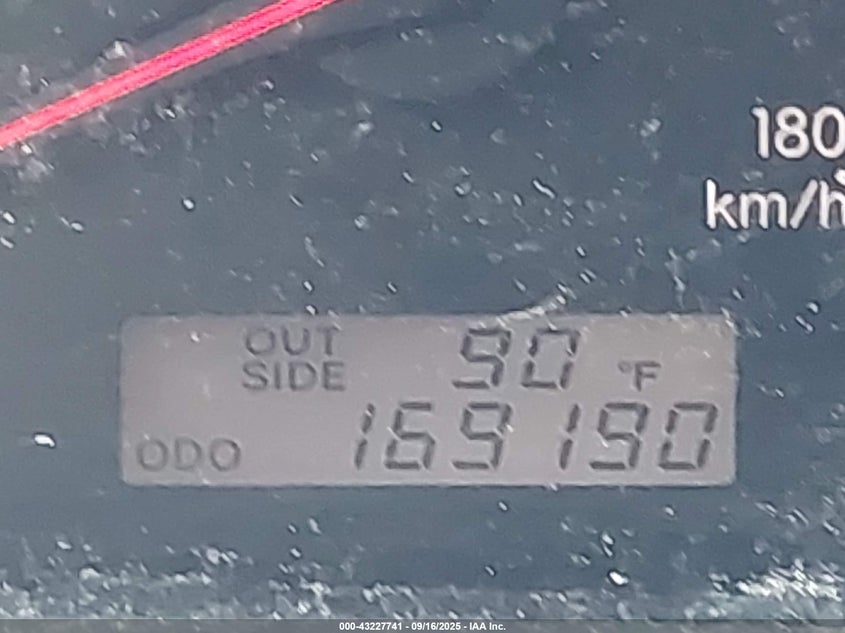 180
km/h
OUT SIDE 90 °F
ODO 169190
000-43227741 - 09/16/2025 - IAA Inc.